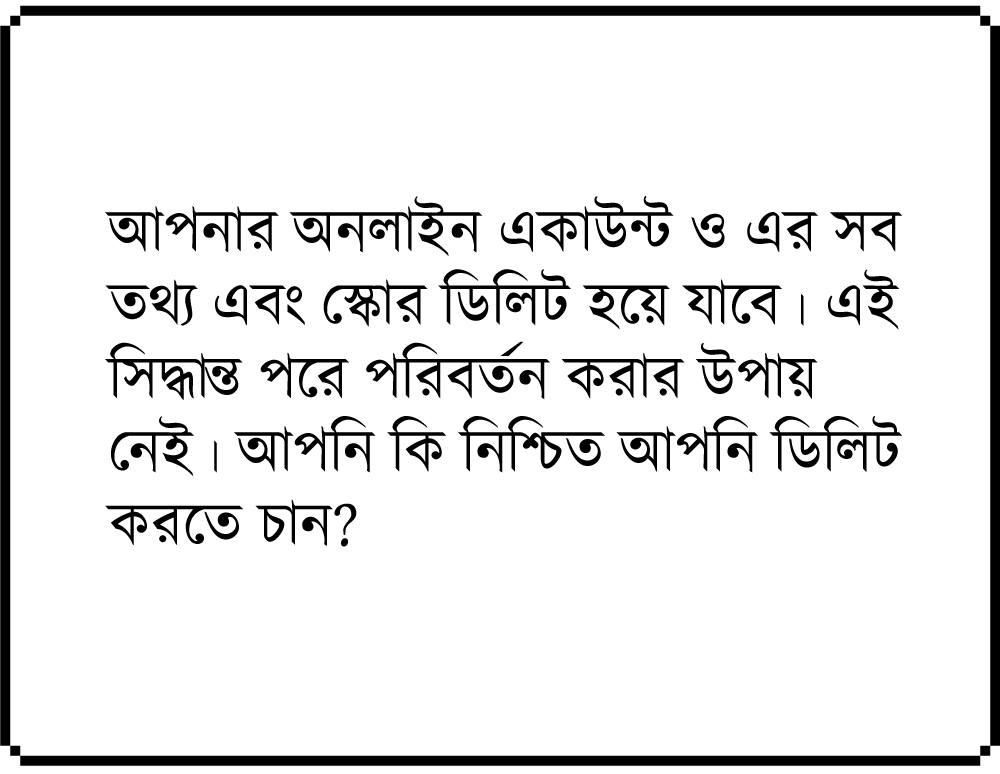 আপনার অনলাইন একাউন্ট ও এর সব
তথ্য এবং স্কোর ডিলিট হয়ে যাবে। এই
সিদ্ধান্ত পরে পরিবর্তন করার উপায়
নেই। আপনি কি নিশ্চিত আপনি ডিলিট
করতে চান?